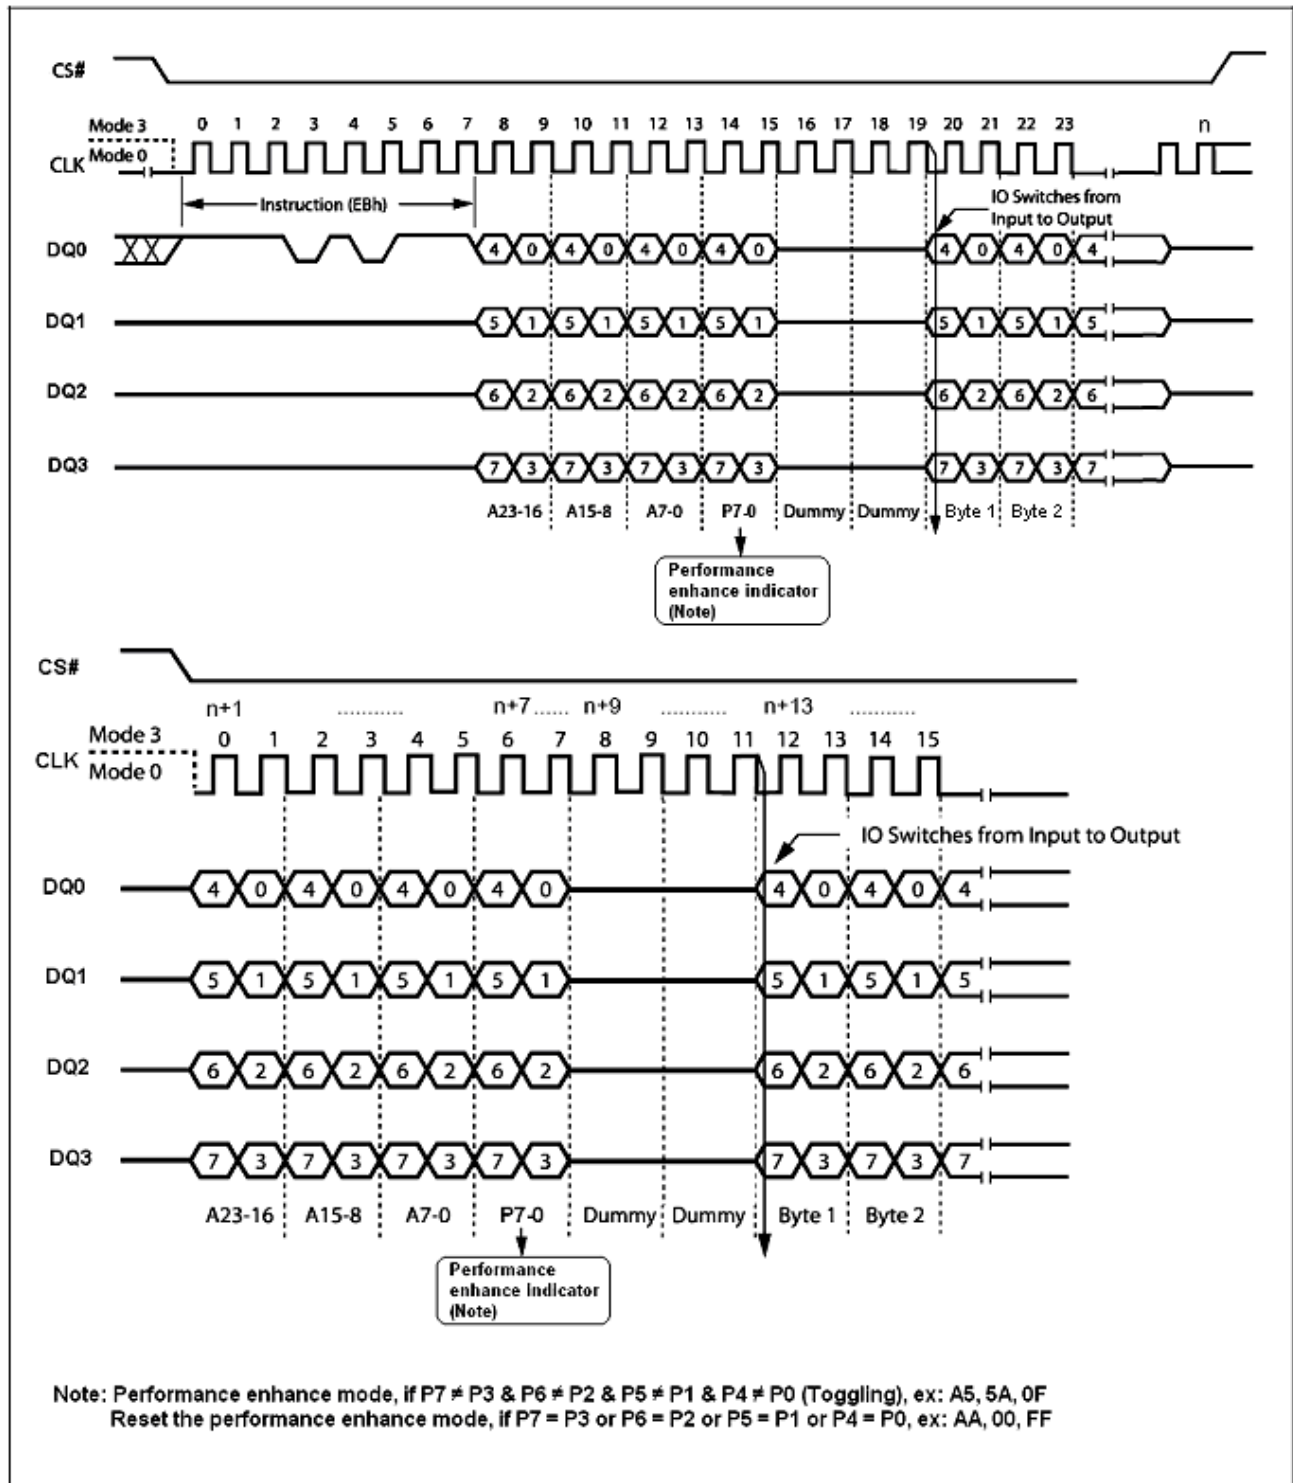 CS#
Mode 3
0 1 2 3 4 5 6 7 8 9 10 11 12 13 14 15 16 17 18 19 20 21 22 23 n
CLK Mode 0
Instruction (EBh)
IO Switches from
Input to Output
DQ0 4 0 4 0 4 0 4 0 4 0 4 0 4
DQ1 5 1 5 1 5 1 5 1 5 1 5 1 5
DQ2 6 2 6 2 6 2 6 2 6 2 6 2 6
DQ3 7 3 7 3 7 3 7 3 7 3 7 3 7
A23-16 A15-8 A7-0 P7-0 Dummy Dummy Byte 1 Byte 2
Performance
enhance indicator
(Note)
CS#
n+1 ........... n+7 ...... n+9 ........... n+13 ...........
Mode 3 0 1 2 3 4 5 6 7 8 9 10 11 12 13 14 15
CLK
Mode 0
IO Switches from Input to Output
DQ0 4 0 4 0 4 0 4 0 4 0 4 0 4
DQ1 5 1 5 1 5 1 5 1 5 1 5 1 5
DQ2 6 2 6 2 6 2 6 2 6 2 6 2 6
DQ3 7 3 7 3 7 3 7 3 7 3 7 3 7
A23-16 A15-8 A7-0 P7-0 Dummy Dummy Byte 1 Byte 2
Performance
enhance indicator
(Note)
Note: Performance enhance mode, if P7 ≠ P3 & P6 ≠ P2 & P5 ≠ P1 & P4 ≠ P0 (Toggling), ex: A5, 5A, 0F
Reset the performance enhance mode, if P7 = P3 or P6 = P2 or P5 = P1 or P4 = P0, ex: AA, 00, FF